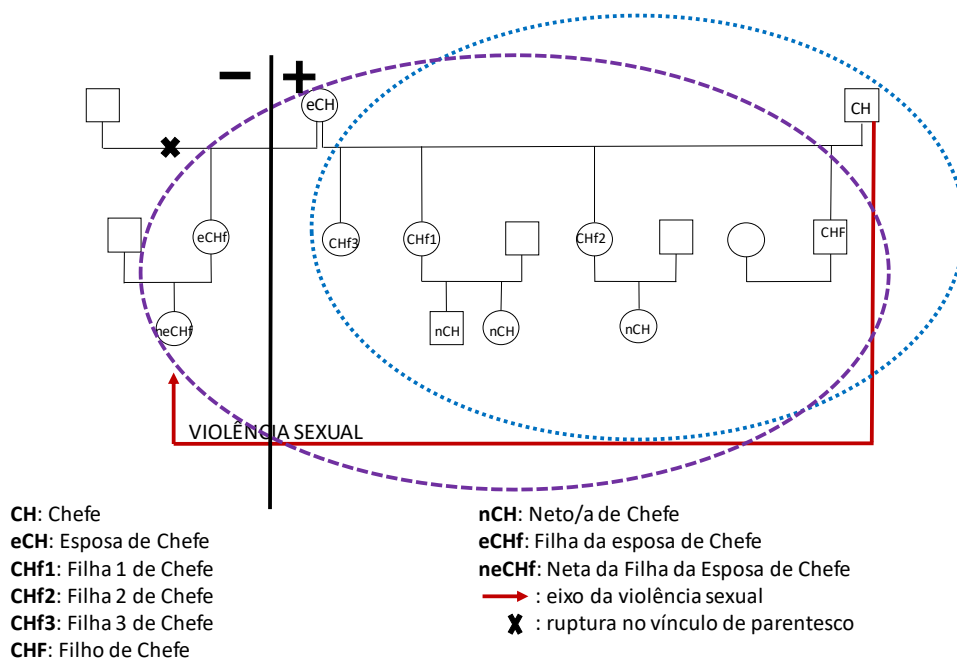 − +
eCH
CH
eCHf
CHf3
CHf1
CHf2
CHF
neCHf
nCH
nCH
nCH
VIOLÊNCIA SEXUAL
CH: Chefe
eCH: Esposa de Chefe
CHf1: Filha 1 de Chefe
CHf2: Filha 2 de Chefe
CHf3: Filha 3 de Chefe
CHF: Filho de Chefe
nCH: Neto/a de Chefe
eCHf: Filha da esposa de Chefe
neCHf: Neta da Filha da Esposa de Chefe
: eixo da violência sexual
: ruptura no vínculo de parentesco